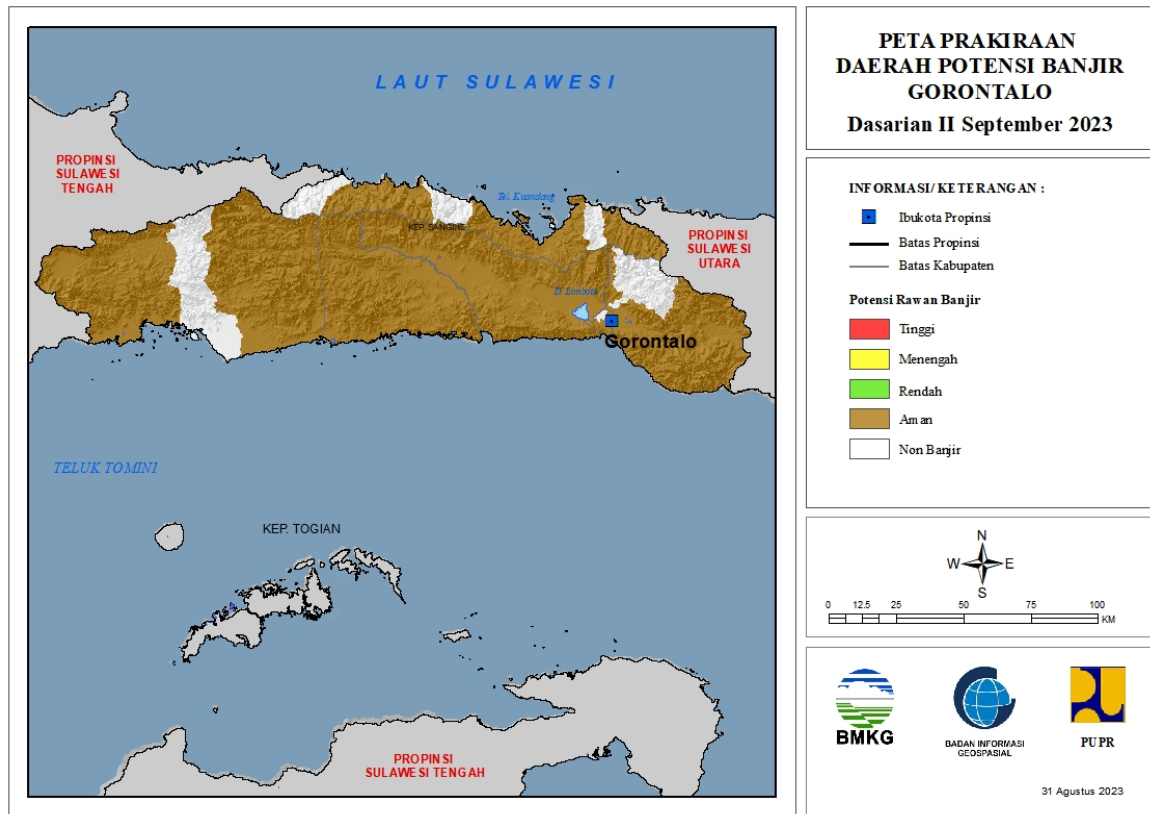 LAUT SULAWESI
PROPINSI
SULAWESI
TENGAH
Tel. Kuandang
KEP. SANGIHE
PROPINSI
SULAWESI
UTARA
D. Limboto
Gorontalo
TELUK TOMINI
KEP. TOGIAN
PROPINSI
SULAWESI TENGAH
PETA PRAKIRAAN
DAERAH POTENSI BANJIR
GORONTALO
Dasarian II September 2023
INFORMASI/ KETERANGAN :
Ibukota Propinsi
Batas Propinsi
Batas Kabupaten
Potensi Rawan Banjir
Tinggi
Menengah
Rendah
Aman
Non Banjir
N
W E
S
0 12.5 25 50 75 100
KM
BMKG
BADAN INFORMASI
GEOSPASIAL
PUPR
31 Agustus 2023